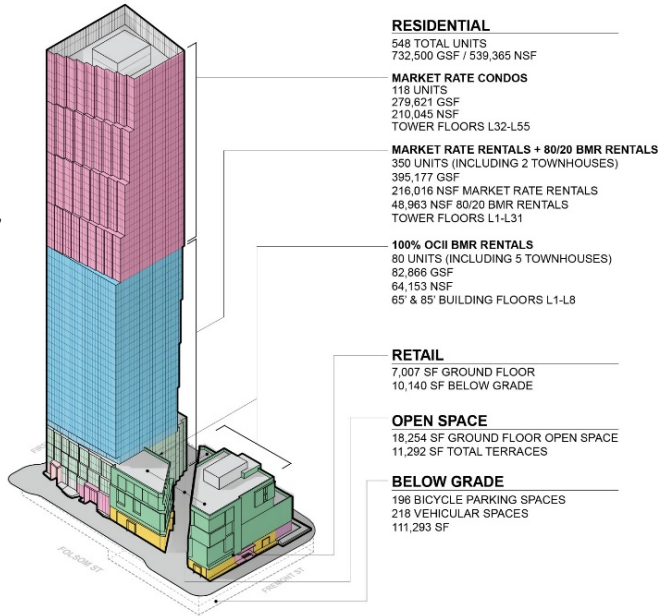 RESIDENTIAL
548 TOTAL UNITS
732,500 GSF / 539,365 NSF
MARKET RATE CONDOS
118 UNITS
279,621 GSF
210,045 NSF
TOWER FLOORS L32-L55
MARKET RATE RENTALS + 80/20 BMR RENTALS
350 UNITS (INCLUDING 2 TOWNHOUSES)
395,177 GSF
216,016 NSF MARKET RATE RENTALS
48,963 NSF 80/20 BMR RENTALS
TOWER FLOORS L1-L31
100% OCII BMR RENTALS
80 UNITS (INCLUDING 5 TOWNHOUSES)
82,866 GSF
64,153 NSF
65' & 85' BUILDING FLOORS L1-L8
RETAIL
7,007 SF GROUND FLOOR
10,140 SF BELOW GRADE
OPEN SPACE
18,254 SF GROUND FLOOR OPEN SPACE
11,292 SF TOTAL TERRACES
BELOW GRADE
196 BICYCLE PARKING SPACES
218 VEHICULAR SPACES
111,293 SF
FOLSOM ST
FREMONT ST